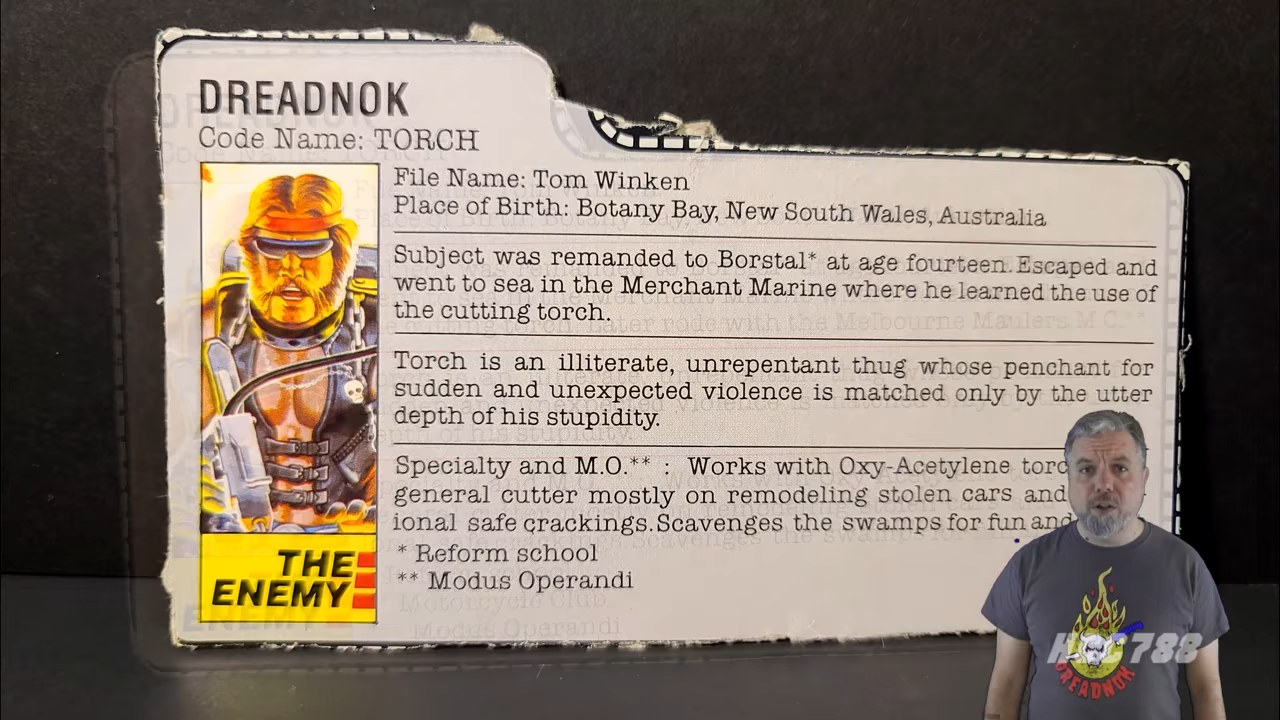 DREADNOK
Code Name: TORCH
File Name: Tom Winken
Place of Birth: Botany Bay, New South Wales, Australia
Subject was remanded to Borstal* at age fourteen. Escaped and
went to sea in the Merchant Marine where he learned the use of
the cutting torch.
Torch is an illiterate, unrepentant thug whose penchant for
sudden and unexpected violence is matched only by the utter
depth of his stupidity.
Specialty and M.O.** : Works with Oxy-Acetylene
general cutter mostly on remodeling stolen cars and
ional safe crackings. Scavenges the swamps for fun and
* Reform school
** Modus Operandi
THE
ENEMY
788
DREADNOK